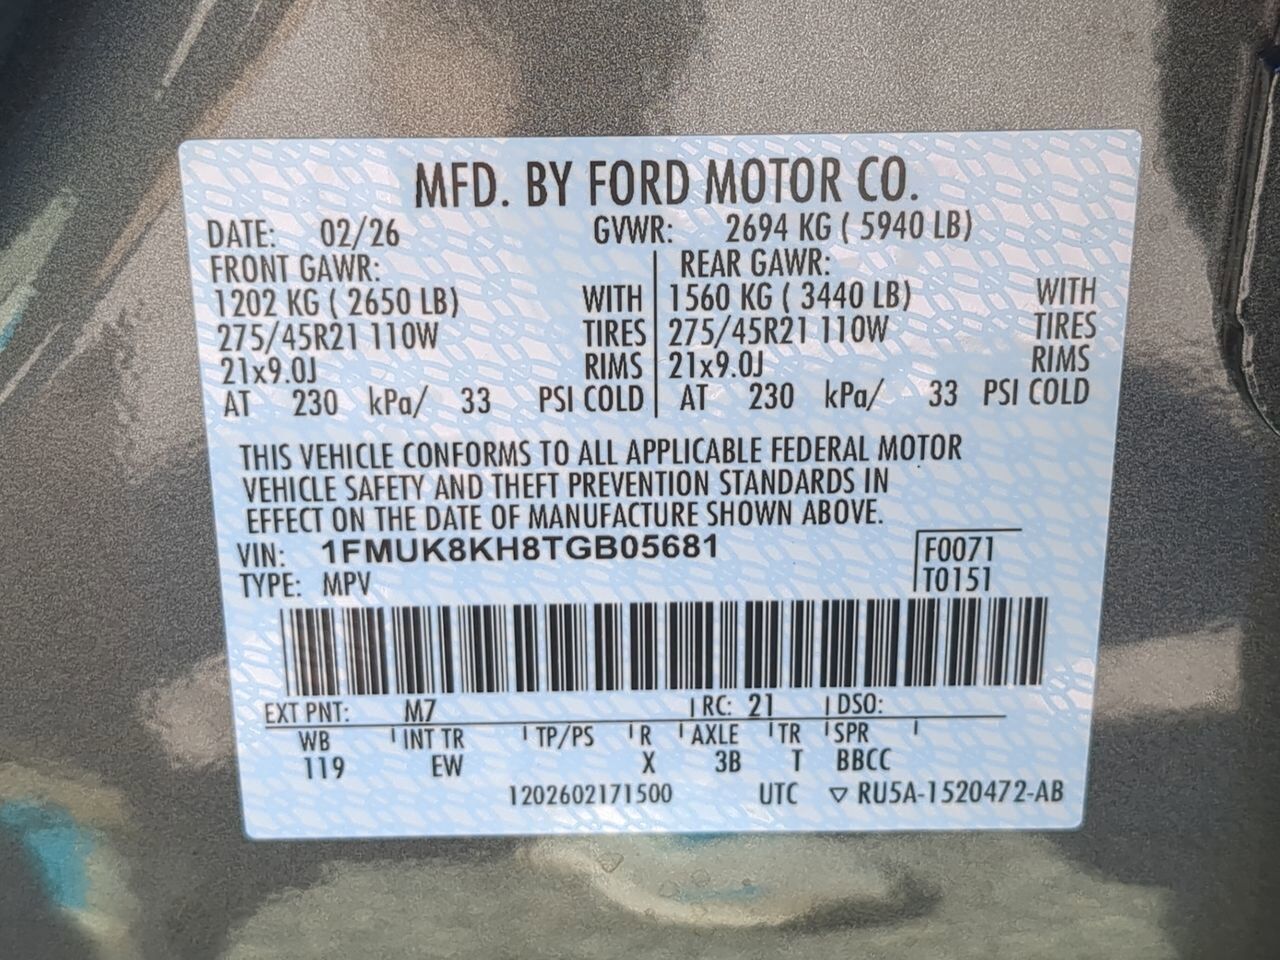 MFD. BY FORD MOTOR CO.
DATE: 02/26 GVWR: 2694 KG ( 5940 LB)
FRONT GAWR: REAR GAWR:
1202 KG ( 2650 LB) WITH 1560 KG ( 3440 LB) WITH
275/45R21 110W TIRES 275/45R21 110W TIRES
21x9.0J RIMS 21x9.0J RIMS
AT 230 kPa/ 33 PSI COLD AT 230 kPa/ 33 PSI COLD
THIS VEHICLE CONFORMS TO ALL APPLICABLE FEDERAL MOTOR
VEHICLE SAFETY AND THEFT PREVENTION STANDARDS IN
EFFECT ON THE DATE OF MANUFACTURE SHOWN ABOVE.
VIN: 1FMUK8KH8TGB05681 F0071
TYPE: MPV T0151
EXT PNT: M7 RC: 21 DSO:
WB INT TR TP/PS R AXLE TR SPR
119 EW X 3B T BBCC
1202602171500 UTC ▽ RU5A-1520472-AB